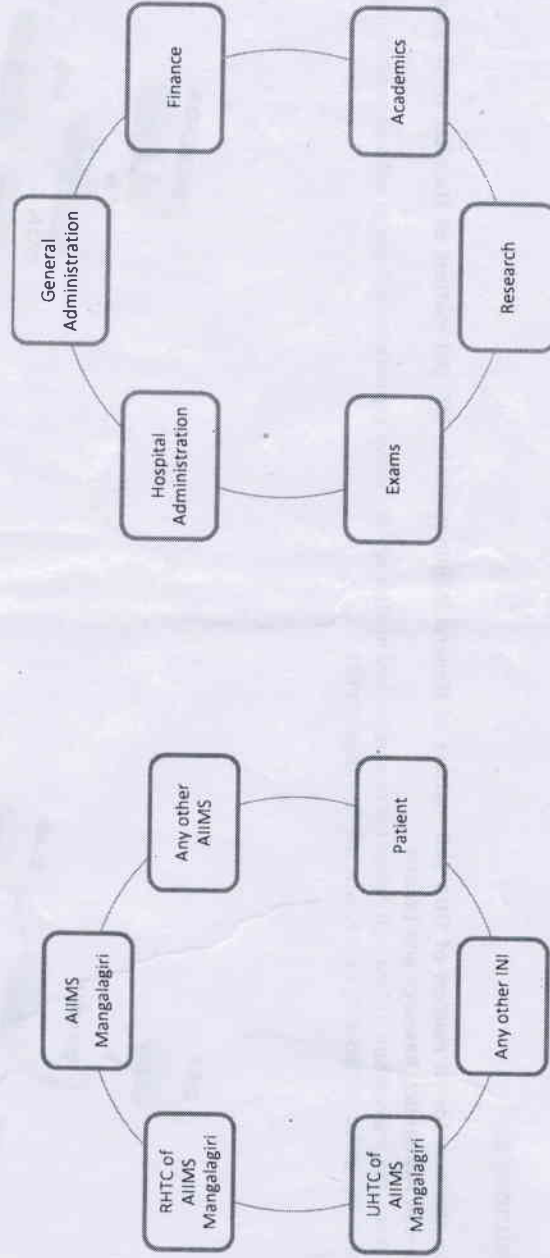 AIIMS
Mangalagiri
Any other
AIIMS
Patient
Any other INI
UHTC of
AIIMS
Mangalagiri
RHTC of
AIIMS
Mangalagiri
General
Administration
Finance
Academics
Research
Exams
Hospital
Administration